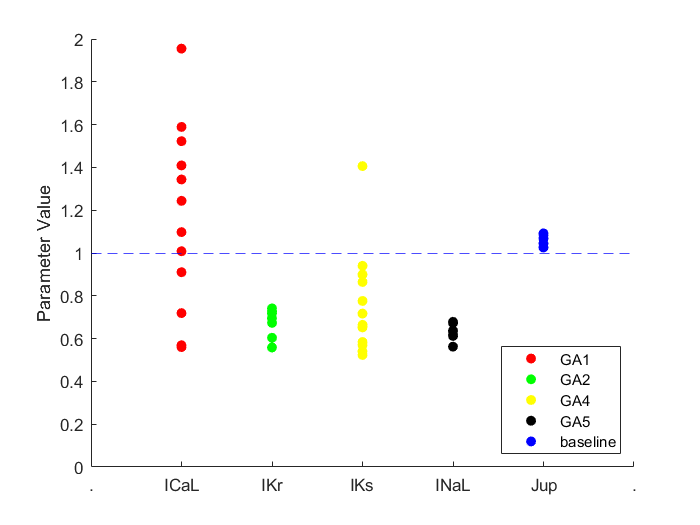 2
1.8
1.6
1.4
1.2
1
0.8
0.6
0.4
0.2
0
Parameter Value
. ICaL IKr IKs INaL Jup .
GA1
GA2
GA4
GA5
baseline